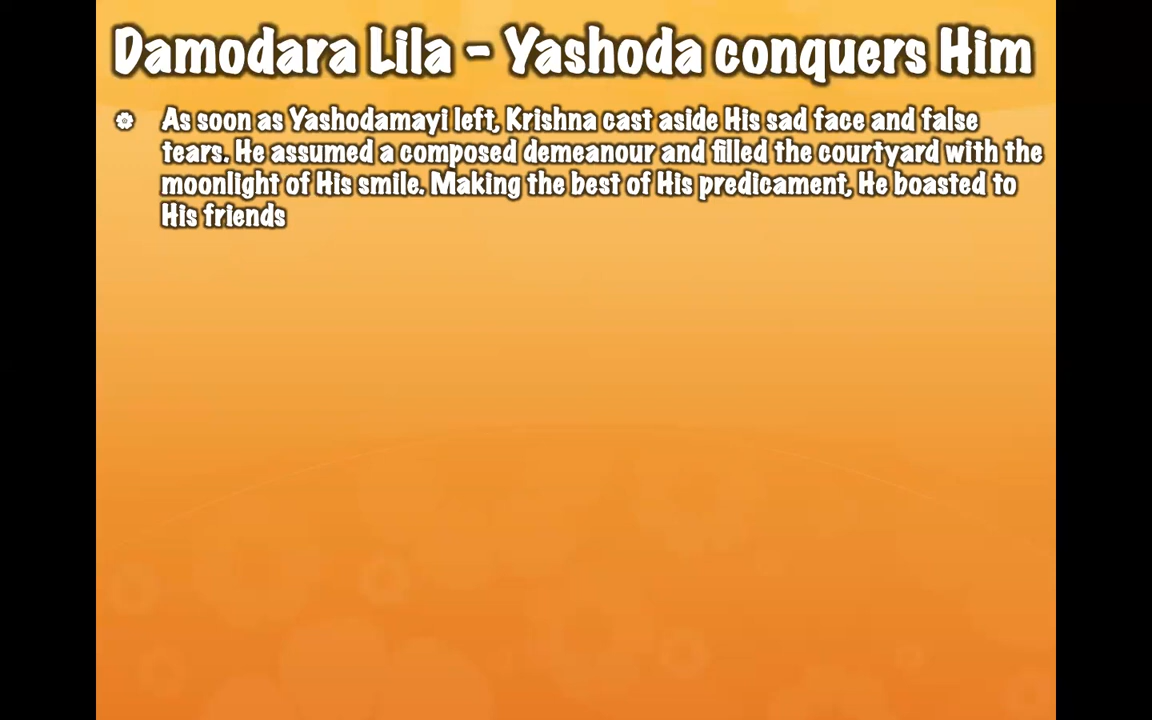 Damodara Lila - Yashoda conquers Him
As soon as Yashodamayi left, Krishna cast aside His sad face and false
tears. He assumed a composed demeanour and filled the courtyard with the
moonlight of His smile. Making the best of His predicament, He boasted to
His friends